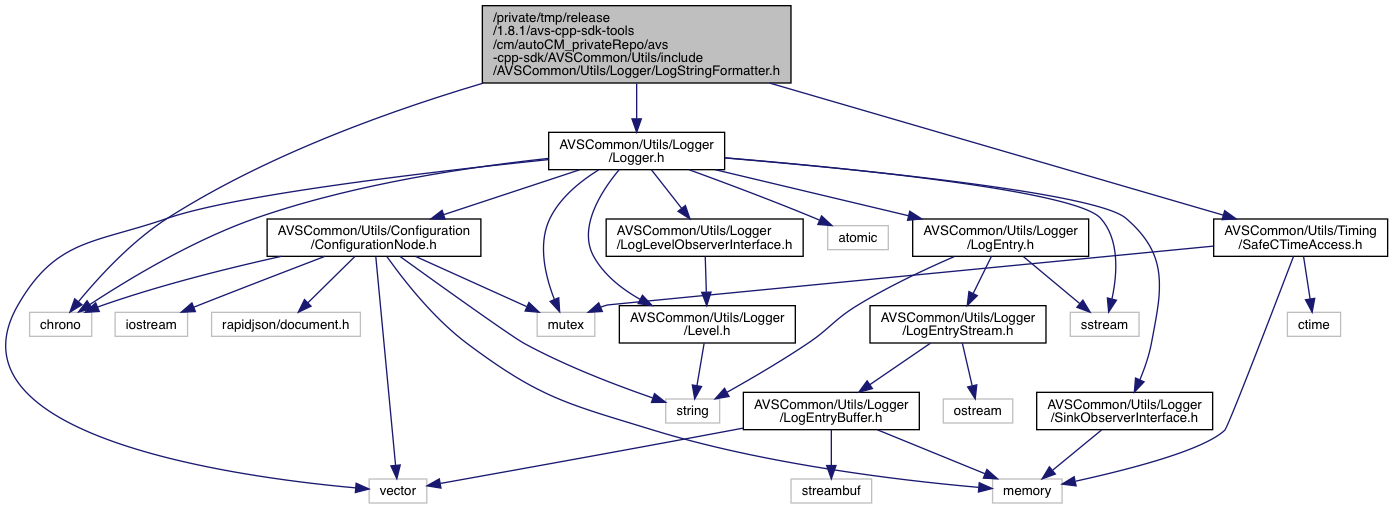 /private/tmp/release
/1.8.1/avs-cpp-sdk-tools
/cm/autoCM_privateRepo/avs
-cpp-sdk/AVSCommon/Utils/include
/AVSCommon/Utils/Logger/LogStringFormatter.h
AVSCommon/Utils/Logger
/Logger.h
AVSCommon/Utils/Configuration
/ConfigurationNode.h
AVSCommon/Utils/Logger
/LogLevelObserverInterface.h
atomic
AVSCommon/Utils/Logger
/LogEntry.h
AVSCommon/Utils/Timing
/SafeCTimeAccess.h
chrono
iostream
rapidjson/document.h
mutex
AVSCommon/Utils/Logger
/Level.h
AVSCommon/Utils/Logger
/LogEntryStream.h
sstream
ctime
string
AVSCommon/Utils/Logger
/LogEntryBuffer.h
ostream
AVSCommon/Utils/Logger
/SinkObserverInterface.h
vector
streambuf
memory